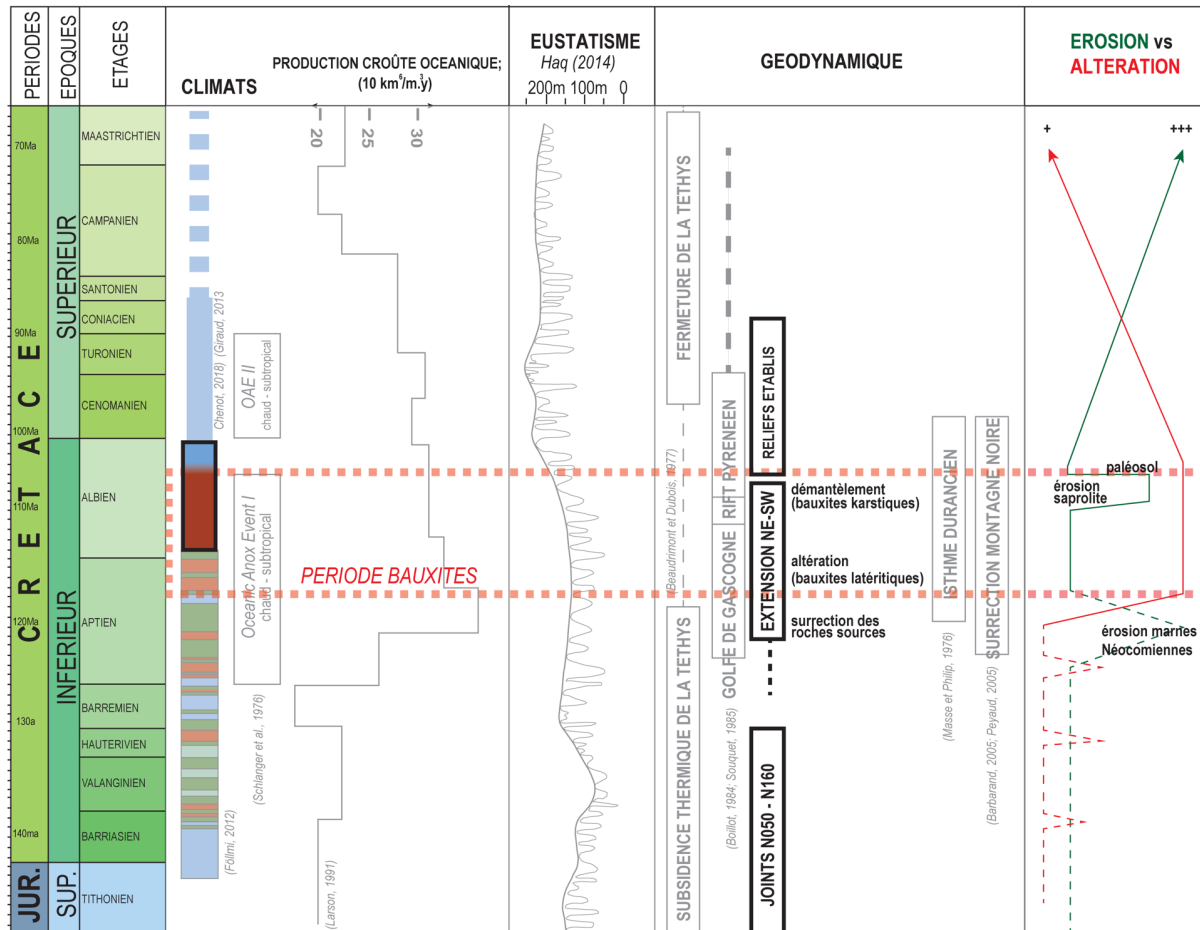 PERIODES
EPOQUES
ETAGES
CLIMATS
PRODUCTION CROÛTE OCEANIQUE;
(10 km⁶/m.y³)
20
25
30
EUSTATISME
Haq (2014)
200m 100m 0
GEODYNAMIQUE
EROSION vs
ALTERATION
+
+++
CRETACE
JUR.
SUPERIEUR
INFERIEUR
SUP.
70Ma
80Ma
90Ma
100Ma
110Ma
120Ma
130a
140ma
MAASTRICHTIEN
CAMPANIEN
SANTONIEN
CONIACIEN
TURONIEN
CENOMANIEN
ALBIEN
APTIEN
BARREMIEN
HAUTERIVIEN
VALANGINIEN
BARRIASIEN
TITHONIEN
Chenot, 2018) (Giraud, 2013
(Föllmi, 2012)
OAE II
chaud - subtropical
Oceanic Anox Event I
chaud - subtropical
(Schlanger et al., 1976)
PERIODE BAUXITES
(Larson, 1991)
FERMETURE DE LA TETHYS
(Beaudrimont et Dubois, 1977)
SUBSIDENCE THERMIQUE DE LA TETHYS
RIFT PYRENEEN
GOLFE DE GASCOGNE
(Boillot, 1984; Souquet, 1985)
RELIEFS ETABLIS
EXTENSION NE-SW
JOINTS N050 - N160
démantèlement
(bauxites karstiques)
altération
(bauxites latéritiques)
surrection des
roches sources
ISTHME DURANCIEN
(Masse et Philip, 1976)
SURRECTION MONTAGNE NOIRE
(Barbarand, 2005; Peyaud, 2005)
paléosol
érosion
saprolite
érosion marnes
Néocomiennes